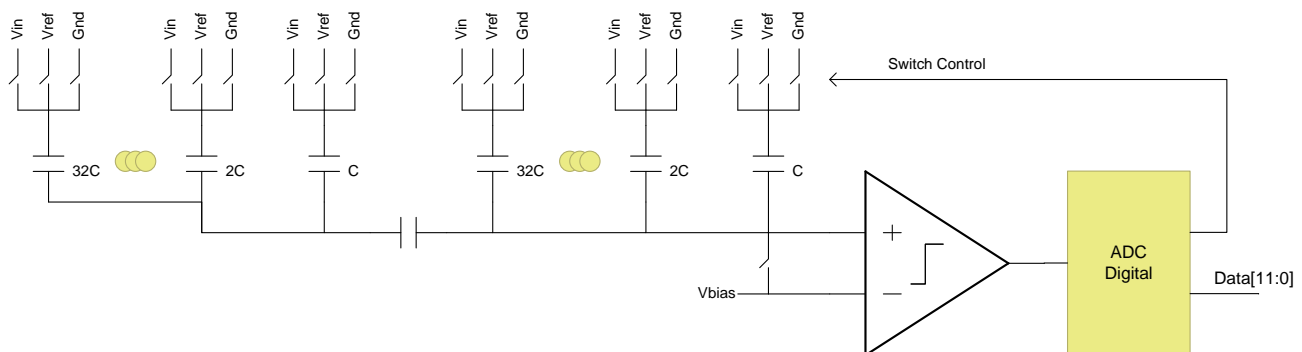 Vin Vref Gnd
Vin Vref Gnd
Vin Vref Gnd
Vin Vref Gnd
Vin Vref Gnd
Vin Vref Gnd
Switch Control
32C
2C
C
32C
2C
C
+
ADC
Digital
Data[11:0]
Vbias
−